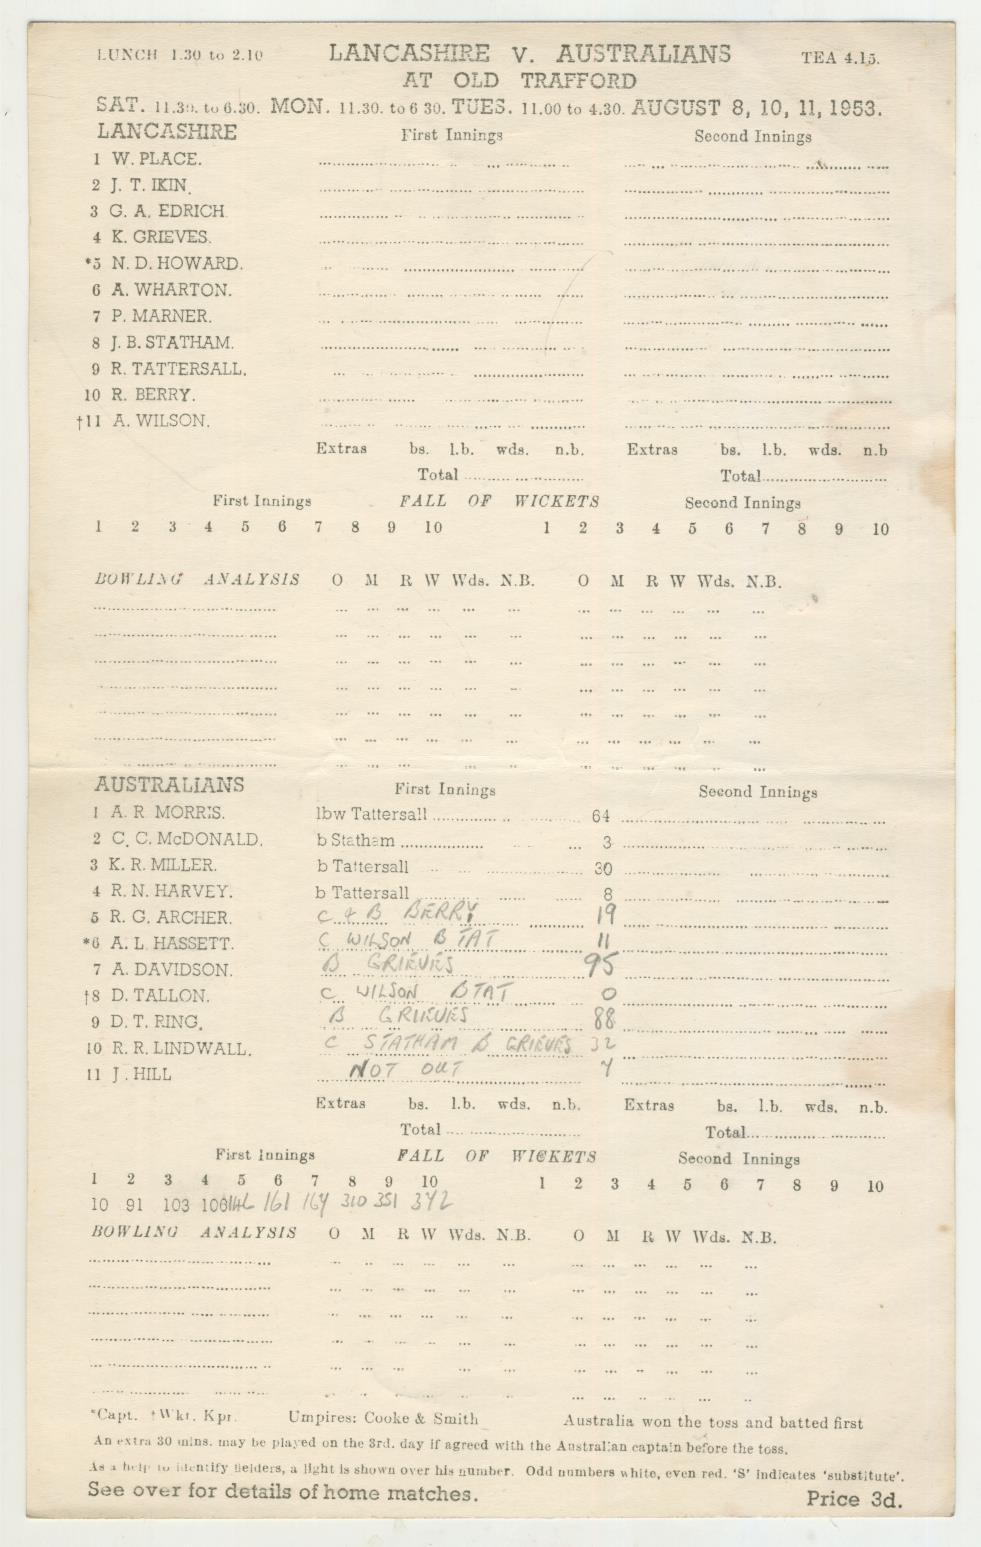 LUNCH 1.30 to 2.10 LANCASHIRE v. AUSTRALIANS TEA 4.15.
AT OLD TRAFFORD
SAT. 11.30. to 6.30. MON. 11.30. to 6 30. TUES. 11.00 to 4.30. AUGUST 8, 10, 11, 1953.
LANCASHIRE First Innings Second Innings
1 W. PLACE.
2 J. T. IKIN.
3 G. A. EDRICH
4 K. GRIEVES.
*5 N. D. HOWARD.
6 A. WHARTON.
7 P. MARNER.
8 J. B. STATHAM.
9 R. TATTERSALL.
10 R. BERRY.
†11 A. WILSON.
Extras bs. l.b. wds. n.b. Extras bs. l.b. wds. n.b
Total Total
First Innings FALL OF WICKETS Second Innings
1 2 3 4 5 6 7 8 9 10 1 2 3 4 5 6 7 8 9 10
BOWLING ANALYSIS O M R W Wds. N.B. O M R W Wds. N.B.
AUSTRALIANS First Innings Second Innings
1 A. R MORRIS. lbw Tattersall 64
2 C. C. McDONALD. b Statham 3
3 K. R. MILLER. b Tattersall 30
4 R. N. HARVEY. b Tattersall 8
5 R. G. ARCHER. C & B BERRY 19
*6 A. L. HASSETT. C WILSON B TAT 11
7 A. DAVIDSON. B GRIEVES 95
†8 D. TALLON. C WILSON B TAT 0
9 D. T. RING. B GRIEVES 88
10 R. R. LINDWALL. C STATHAM B GRIEVES 32
11 J. HILL NOT OUT
Extras bs. l.b. wds. n.b. Extras bs. l.b. wds. n.b.
Total Total
First Innings FALL OF WICKETS Second Innings
1 2 3 4 5 6 7 8 9 10 1 2 3 4 5 6 7 8 9 10
10 91 103 106 161 310 351 372
BOWLING ANALYSIS O M R W Wds. N.B. O M R W Wds. N.B.
*Capt. †Wkt. Kpr. Umpires: Cooke & Smith Australia won the toss and batted first
An extra 30 mins. may be played on the 3rd. day if agreed with the Australian captain before the toss.
As a help to identify fielders, a light is shown over his number. Odd numbers white, even red. 'S' indicates 'substitute'.
See over for details of home matches. Price 3d.